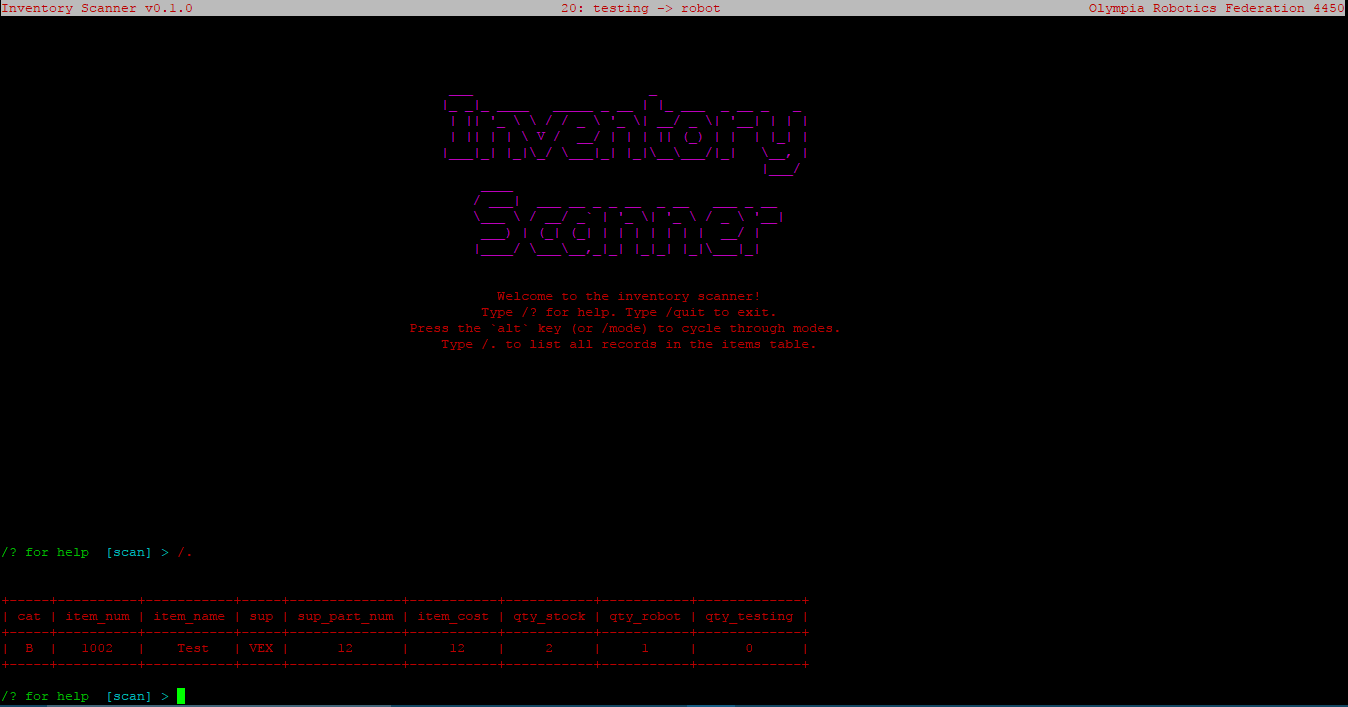 Inventory Scanner v0.1.0 20: testing -> robot Olympia Robotics Federation 4450
Inventory
Scanner
Welcome to the inventory scanner!
Type /? for help. Type /quit to exit.
Press the `alt` key (or /mode) to cycle through modes.
Type /. to list all records in the items table.
/? for help [scan] > /.
| cat | item_num | item_name | sup | sup_part_num | item_cost | qty_stock | qty_robot | qty_testing |
| B | 1002 | Test | VEX | 12 | 12 | 2 | 1 | 0 |
/? for help [scan] >